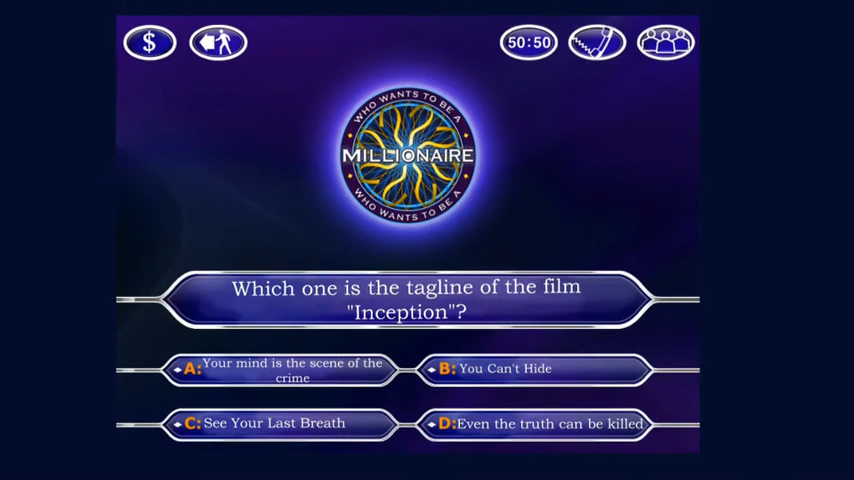 $
50:50
WHO WANTS TO BE A
MILLIONAIRE
WHO WANTS TO BE A
Which one is the tagline of the film
"Inception"?
A: Your mind is the scene of the
crime
B: You Can't Hide
C: See Your Last Breath
D: Even the truth can be killed